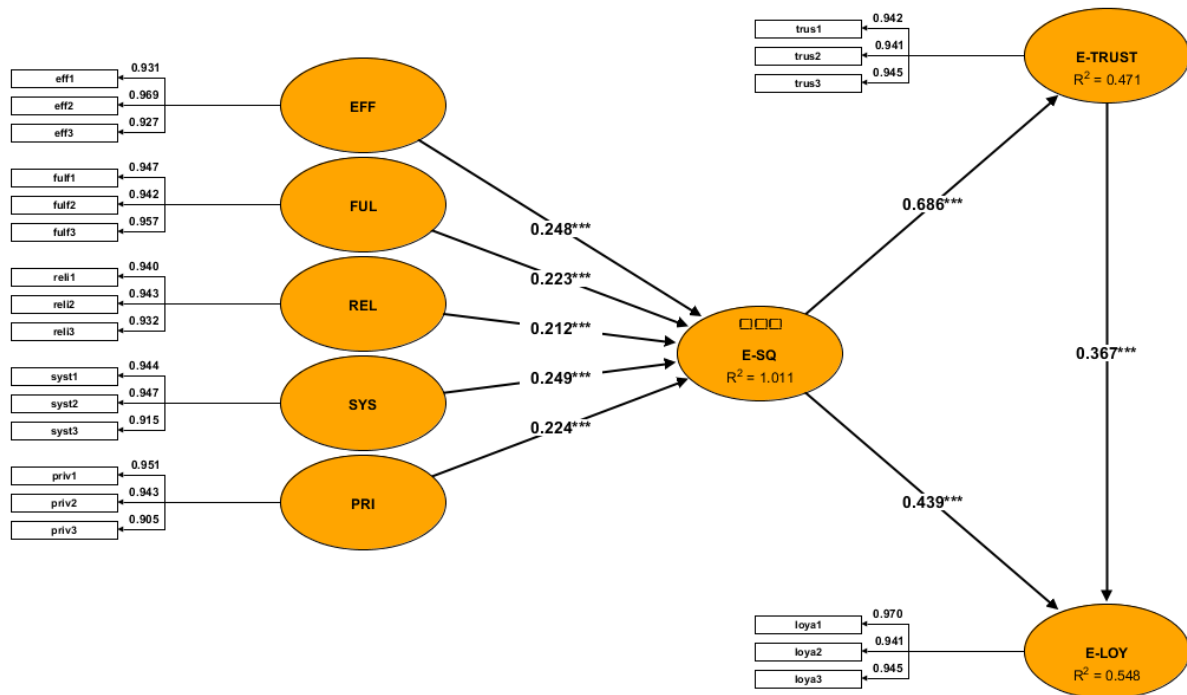 0.942
trus1
0.941
trus2
0.945
trus3
E-TRUST
R² = 0.471
0.931
eff1
0.969
eff2
0.927
eff3
EFF
0.947
fulf1
0.942
fulf2
0.957
fulf3
FUL
0.940
reli1
0.943
reli2
0.932
reli3
REL
0.944
syst1
0.947
syst2
0.915
syst3
SYS
0.951
priv1
0.943
priv2
0.905
priv3
PRI
0.248***
0.223***
0.212***
0.249***
0.224***
□□□
E-SQ
R² = 1.011
0.686***
0.367***
0.439***
0.970
loya1
0.941
loya2
0.945
loya3
E-LOY
R² = 0.548